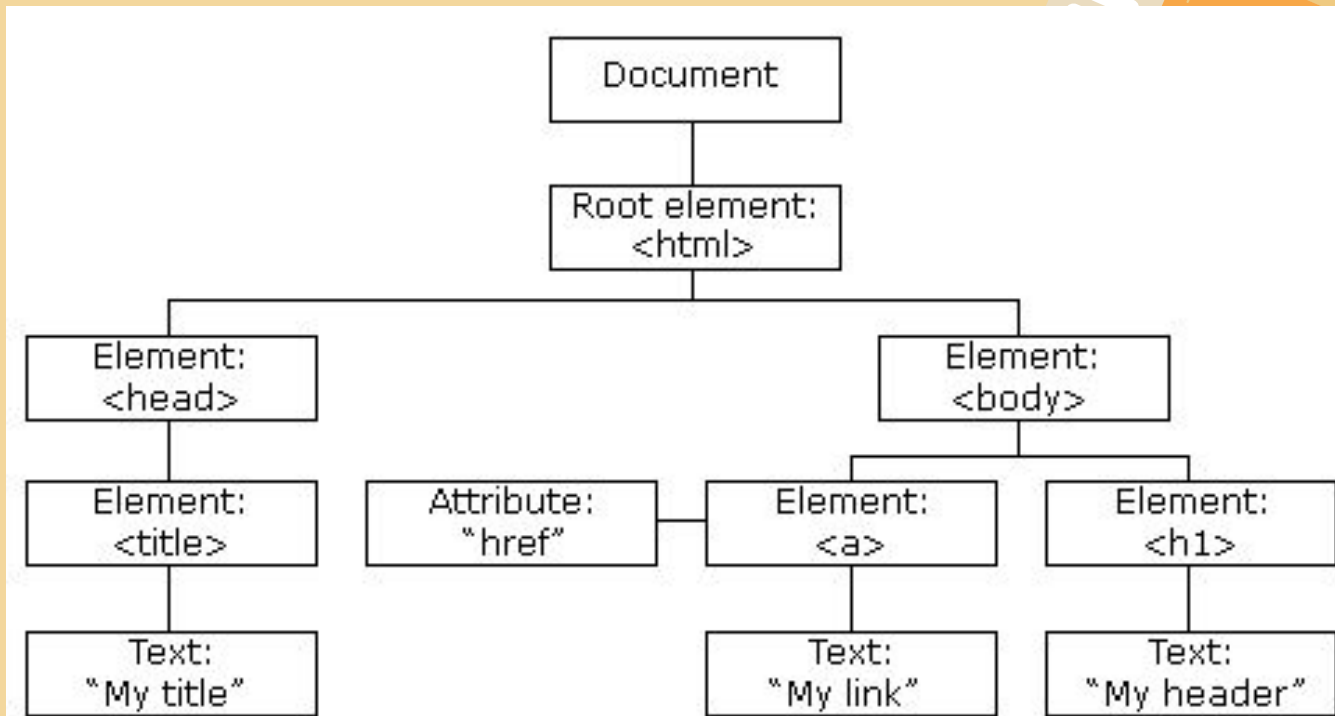 Document
Root element:
<html>
Element:
<head>
Element:
<body>
Element:
<title>
Attribute:
“href”
Element:
<a>
Element:
<h1>
Text:
“My title”
Text:
“My link”
Text:
“My header”